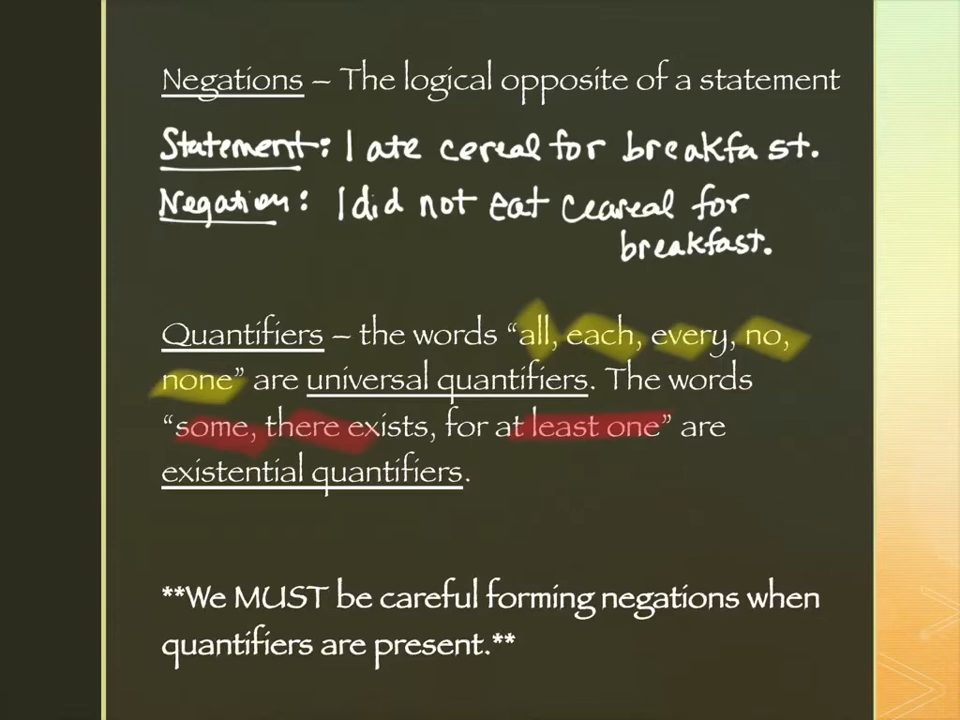 Negations – The logical opposite of a statement
Statement: I ate cereal for breakfast.
Negation: I did not eat ceareal for
breakfast.
Quantifiers – the words “all, each, every, no,
none” are universal quantifiers. The words
“some, there exists, for at least one” are
existential quantifiers.
**We MUST be careful forming negations when
quantifiers are present.**